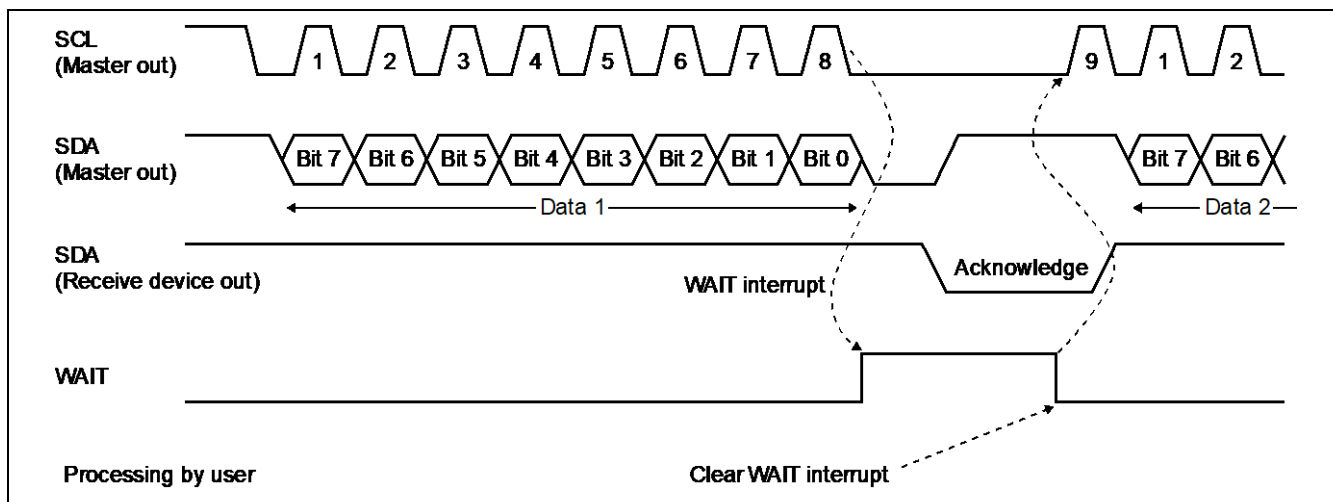 SCL
(Master out)
1 2 3 4 5 6 7 8 9 1 2
SDA
(Master out)
Bit 7 Bit 6 Bit 5 Bit 4 Bit 3 Bit 2 Bit 1 Bit 0 Bit 7 Bit 6
Data 1 Data 2
SDA
(Receive device out)
Acknowledge
WAIT interrupt
WAIT
Processing by user
Clear WAIT interrupt